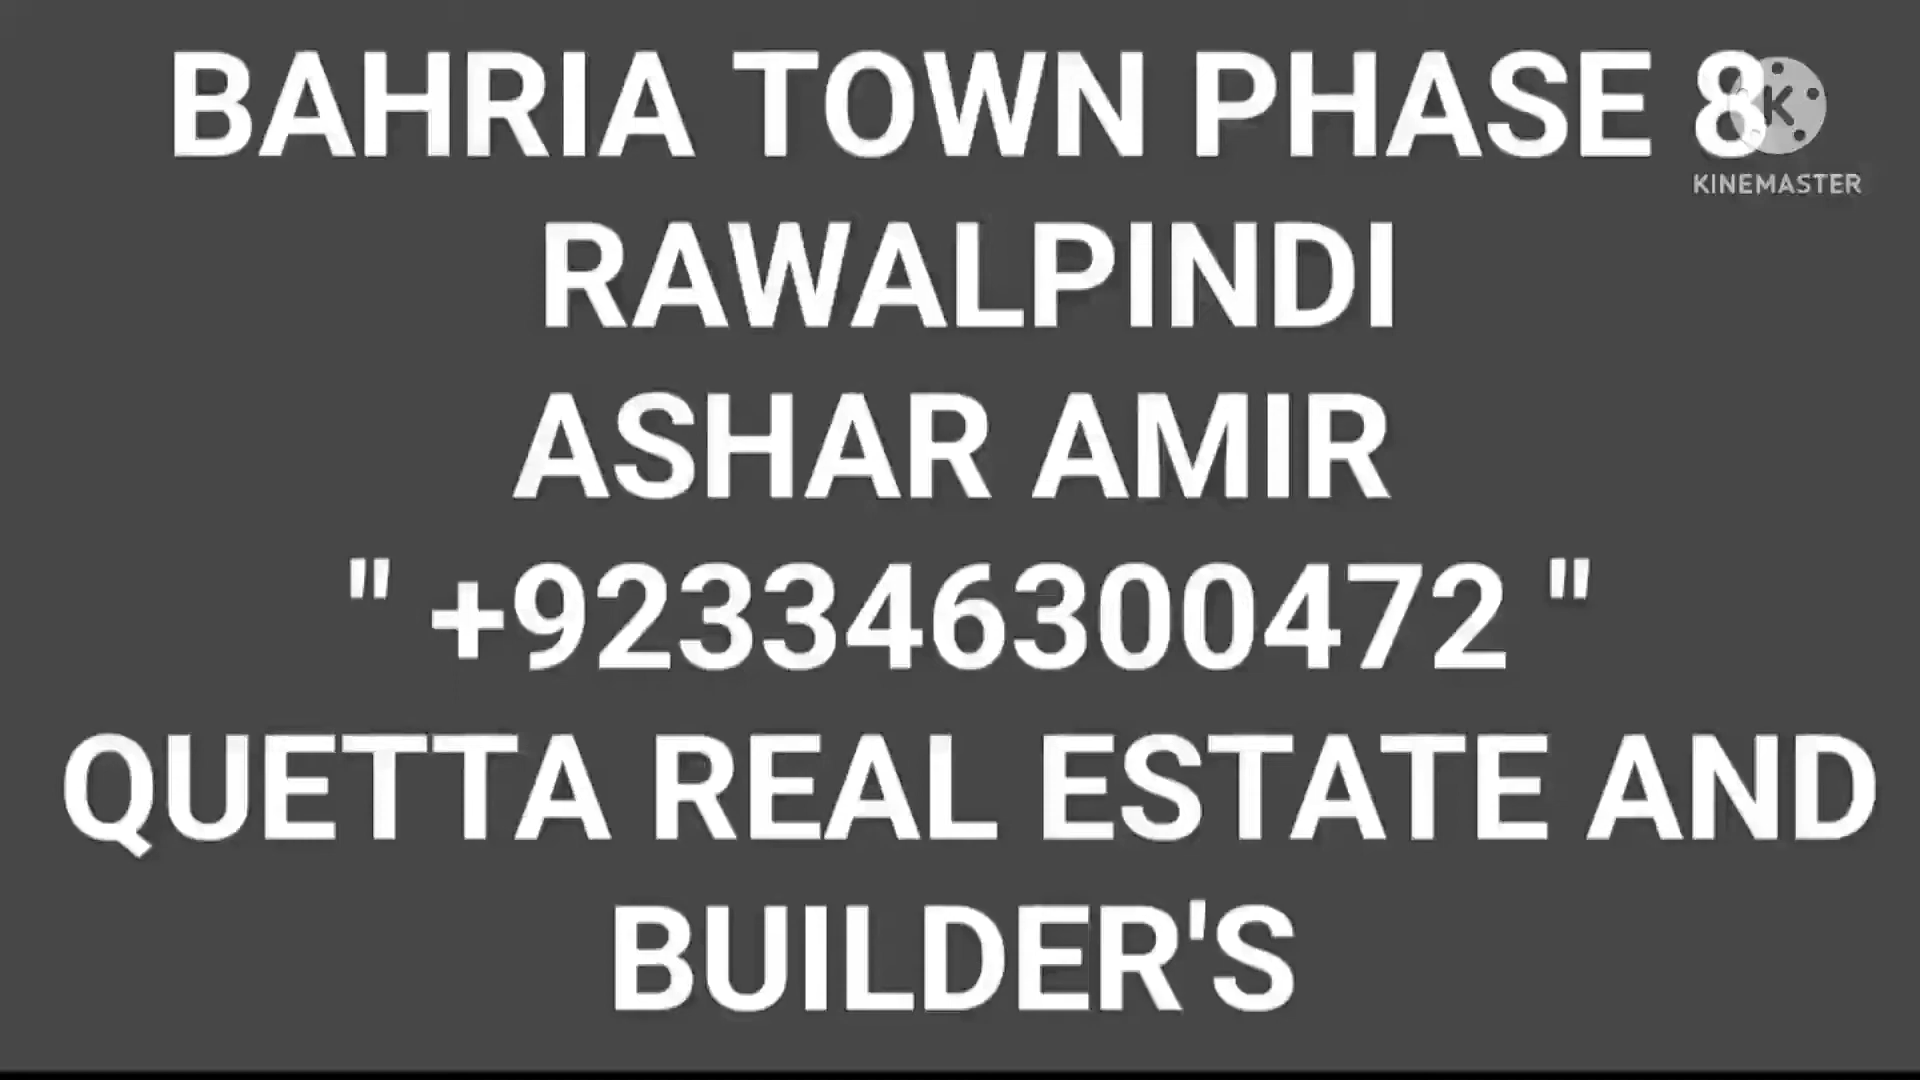 BAHRIA TOWN PHASE 8
KINEMASTER
RAWALPINDI
ASHAR AMIR
" +923346300472 "
QUETTA REAL ESTATE AND
BUILDER'S